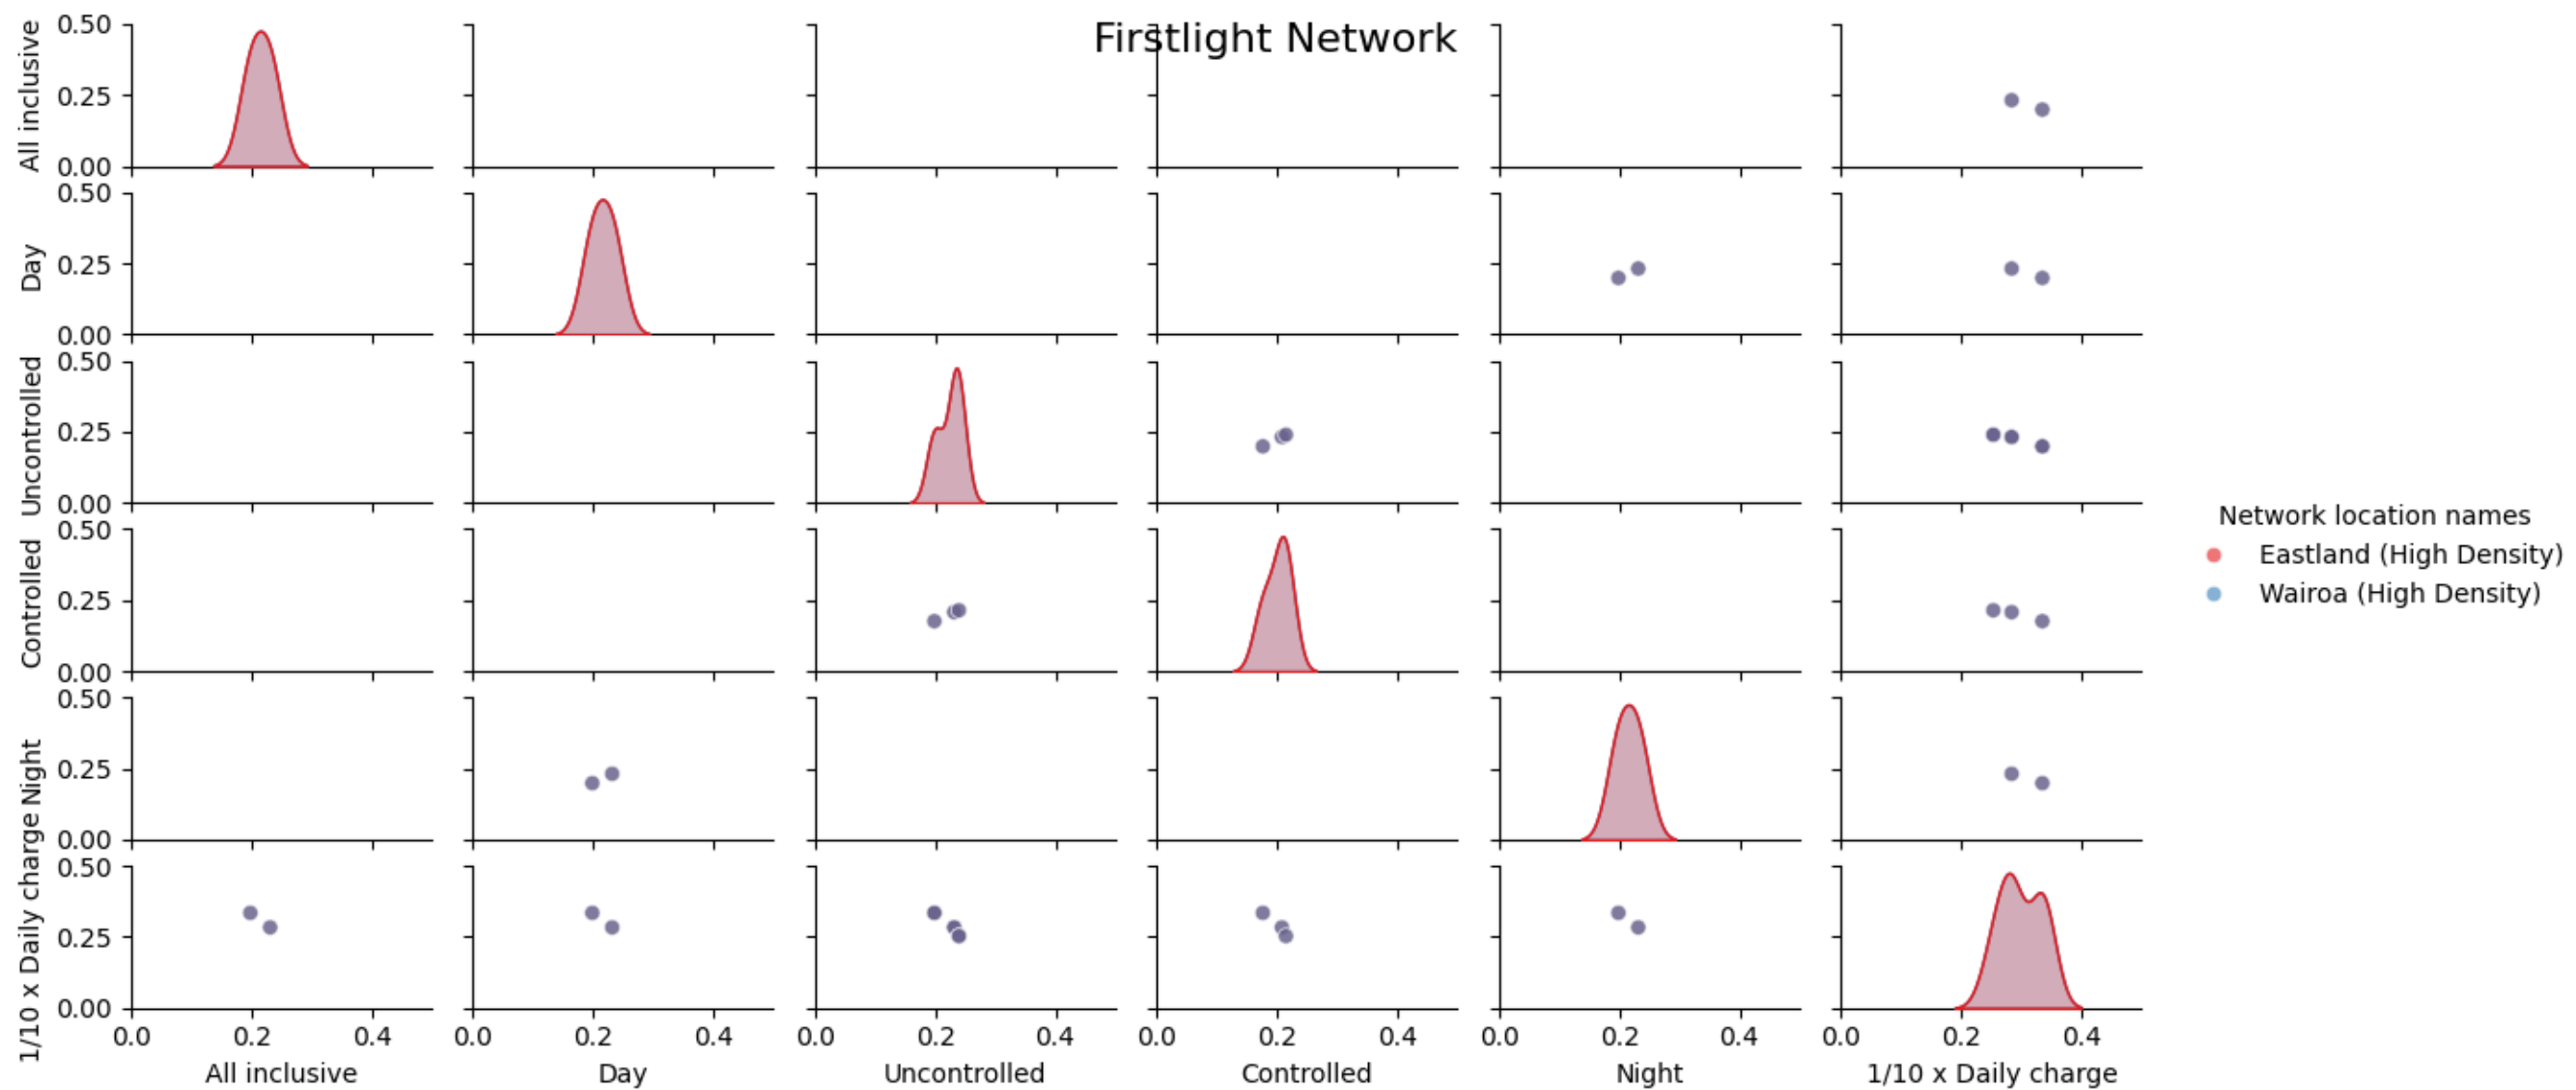 Firstlight Network
All inclusive
0.50
0.25
0.00
Day
0.50
0.25
0.00
Uncontrolled
0.50
0.25
0.00
Controlled
0.50
0.25
0.00
Night
0.50
0.25
0.00
1/10 x Daily charge
0.50
0.25
0.00
0.0 0.2 0.4 0.0 0.2 0.4 0.0 0.2 0.4 0.0 0.2 0.4 0.0 0.2 0.4 0.0 0.2 0.4
All inclusive Day Uncontrolled Controlled Night 1/10 x Daily charge
Network location names
Eastland (High Density)
Wairoa (High Density)